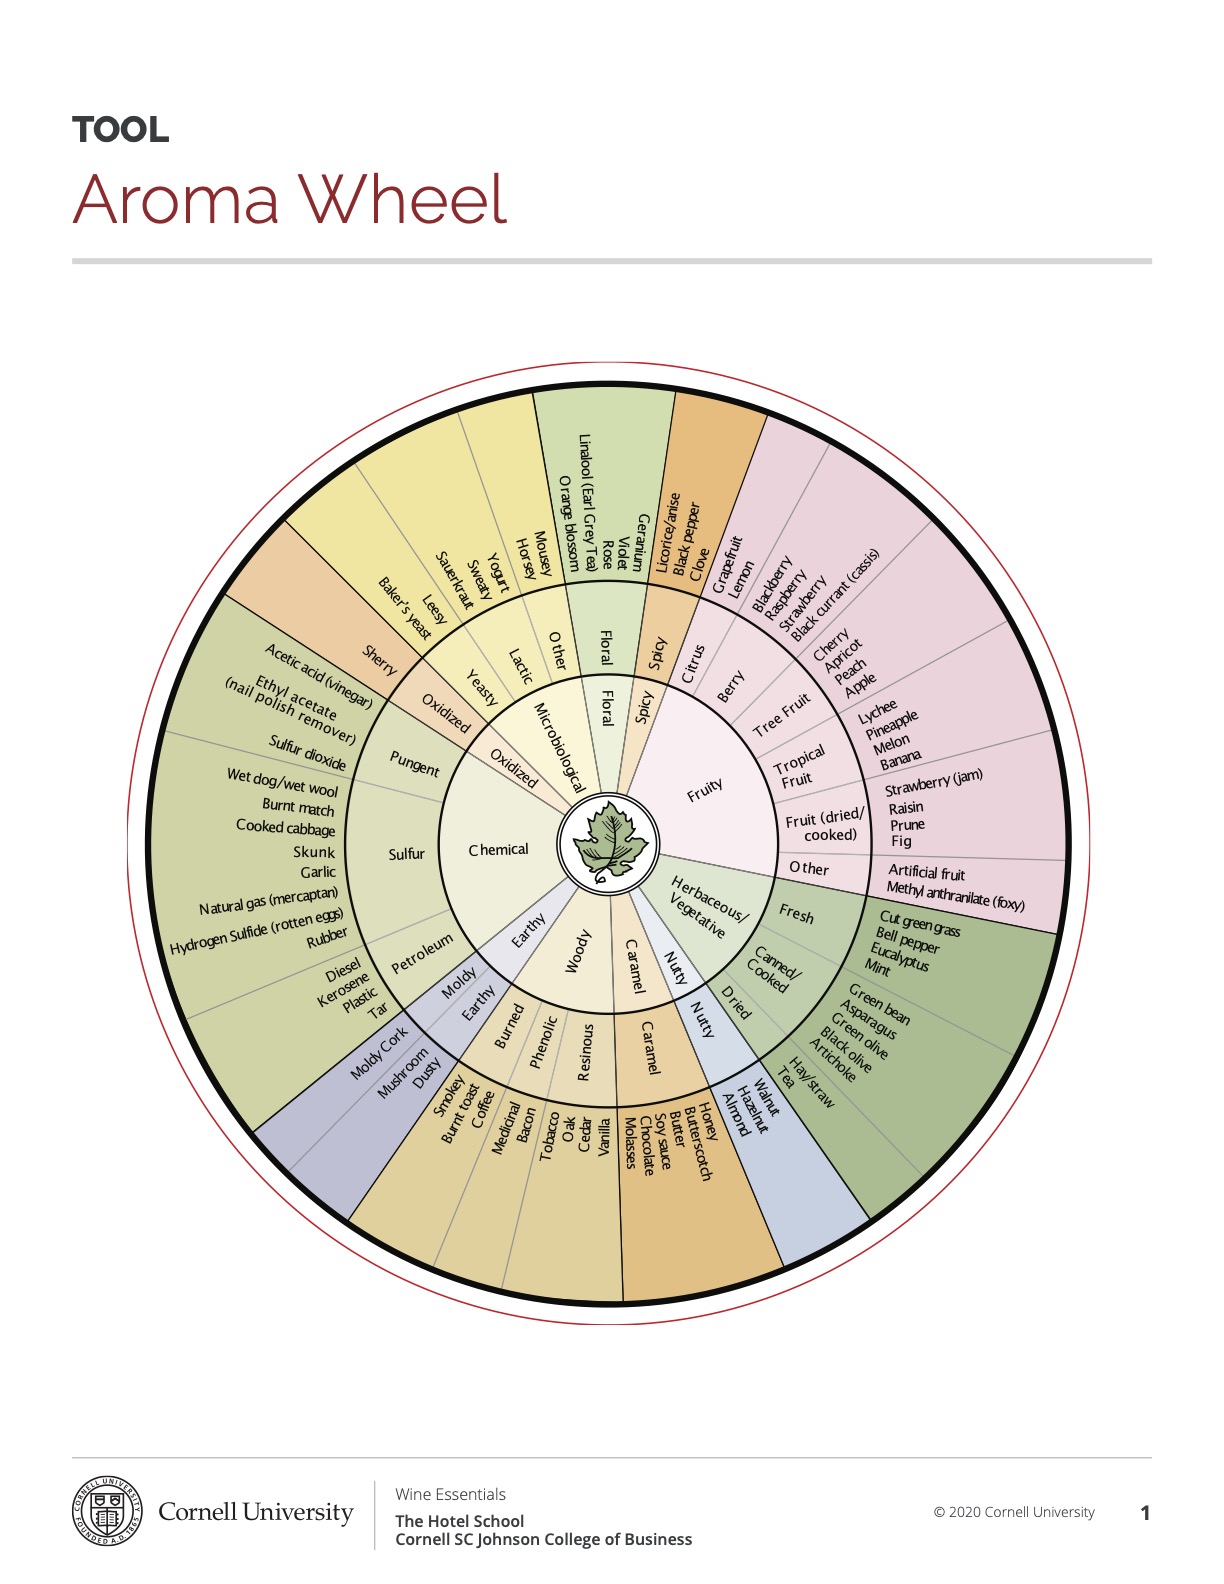 TOOL
Aroma Wheel
Floral
Floral
Linalool (Earl Grey Tea)
Orange blossom
Rose
Violet
Geranium
Spicy
Spicy
Licorice/anise
Black pepper
Clove
Fruity
Citrus
Grapefruit
Lemon
Berry
Blackberry
Raspberry
Strawberry
Black currant (cassis)
Tree Fruit
Cherry
Apricot
Peach
Apple
Tropical
Fruit
Lychee
Pineapple
Melon
Banana
Fruit (dried/
cooked)
Strawberry (jam)
Raisin
Prune
Fig
Other
Artificial fruit
Methyl anthranilate (foxy)
Herbaceous/
Vegetative
Fresh
Cut green grass
Bell pepper
Eucalyptus
Mint
Canned/
Cooked
Green bean
Asparagus
Green olive
Black olive
Artichoke
Dried
Hay/straw
Tea
Nutty
Nutty
Walnut
Hazelnut
Almond
Caramel
Caramel
Honey
Butterscotch
Butter
Soy sauce
Chocolate
Molasses
Woody
Resinous
Vanilla
Cedar
Oak
Tobacco
Phenolic
Bacon
Medicinal
Burned
Coffee
Burnt toast
Smokey
Earthy
Earthy
Dusty
Mushroom
Moldy
Moldy Cork
Chemical
Petroleum
Tar
Plastic
Kerosene
Diesel
Sulfur
Rubber
Hydrogen Sulfide (rotten eggs)
Natural gas (mercaptan)
Garlic
Skunk
Cooked cabbage
Burnt match
Wet dog/wet wool
Pungent
Sulfur dioxide
Ethyl acetate
(nail polish remover)
Acetic acid (vinegar)
Oxidized
Oxidized
Sherry
Microbiological
Yeasty
Baker's yeast
Leesy
Lactic
Sauerkraut
Sweaty
Yogurt
Other
Horsey
Mousey
CORNELL UNIVERSITY
FOUNDED A.D. 1865
Cornell University
Wine Essentials
The Hotel School
Cornell SC Johnson College of Business
© 2020 Cornell University
1